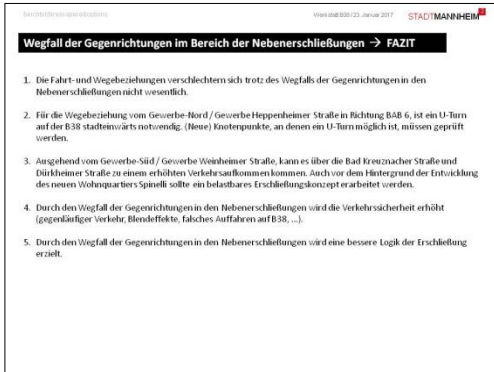 Werkstatt B38 / 23. Januar 2017
STADTMANNHEIM²
Wegfall der Gegenrichtungen im Bereich der Nebenerschließungen → FAZIT
1. Die Fahrt- und Wegebeziehungen verschlechtern sich trotz des Wegfalls der Gegenrichtungen in den
Nebenerschließungen nicht wesentlich.
2. Für die Wegebeziehung vom Gewerbe-Nord / Gewerbe Heppenheimer Straße in Richtung BAB 6, ist ein U-Turn
auf der B38 stadteinwärts notwendig. (Neue) Knotenpunkte, an denen ein U-Turn möglich ist, müssen geprüft
werden.
3. Ausgehend vom Gewerbe-Süd / Gewerbe Weinheimer Straße, kann es über die Bad Kreuznacher Straße und
Dürkheimer Straße zu einem erhöhten Verkehrsaufkommen kommen. Auch vor dem Hintergrund der Entwicklung
des neuen Wohnquartiers Spinelli sollte ein belastbares Erschließungskonzept erarbeitet werden.
4. Durch den Wegfall der Gegenrichtungen in den Nebenerschließungen wird die Verkehrssicherheit erhöht
(gegenläufiger Verkehr, Blendeffekte, falsches Auffahren auf B38, ...).
5. Durch den Wegfall der Gegenrichtungen in den Nebenerschließungen wird eine bessere Logik der Erschließung
erzielt.